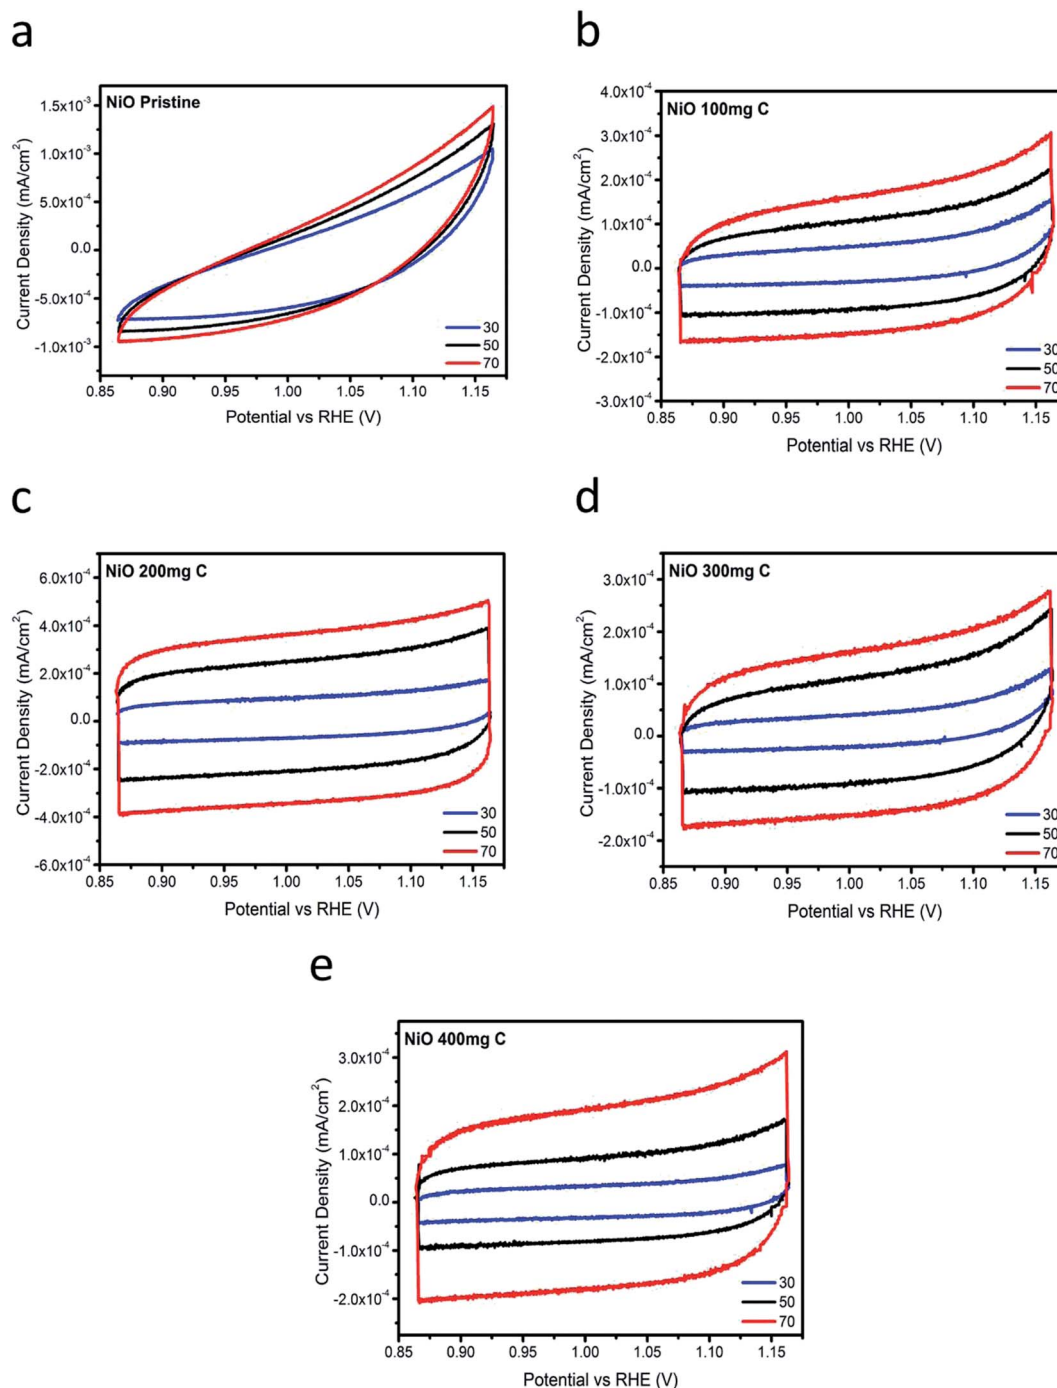 a
NiO Pristine
1.5x10⁻³
1.0x10⁻³
5.0x10⁻⁴
0.0
-5.0x10⁻⁴
-1.0x10⁻³
Current Density (mA/cm²)
30
50
70
0.85 0.90 0.95 1.00 1.05 1.10 1.15
Potential vs RHE (V)
b
NiO 100mg C
4.0x10⁻⁴
3.0x10⁻⁴
2.0x10⁻⁴
1.0x10⁻⁴
0.0
-1.0x10⁻⁴
-2.0x10⁻⁴
-3.0x10⁻⁴
Current Density (mA/cm²)
30
50
70
0.85 0.90 0.95 1.00 1.05 1.10 1.15
Potential vs RHE (V)
c
NiO 200mg C
6.0x10⁻⁴
4.0x10⁻⁴
2.0x10⁻⁴
0.0
-2.0x10⁻⁴
-4.0x10⁻⁴
-6.0x10⁻⁴
Current Density (mA/cm²)
30
50
70
0.85 0.90 0.95 1.00 1.05 1.10 1.15
Potential vs RHE (V)
d
NiO 300mg C
3.0x10⁻⁴
2.0x10⁻⁴
1.0x10⁻⁴
0.0
-1.0x10⁻⁴
-2.0x10⁻⁴
Current Density (mA/cm²)
30
50
70
0.85 0.90 0.95 1.00 1.05 1.10 1.15
Potential vs RHE (V)
e
NiO 400mg C
3.0x10⁻⁴
2.0x10⁻⁴
1.0x10⁻⁴
0.0
-1.0x10⁻⁴
-2.0x10⁻⁴
Current Density (mA/cm²)
30
50
70
0.85 0.90 0.95 1.00 1.05 1.10 1.15
Potential vs RHE (V)